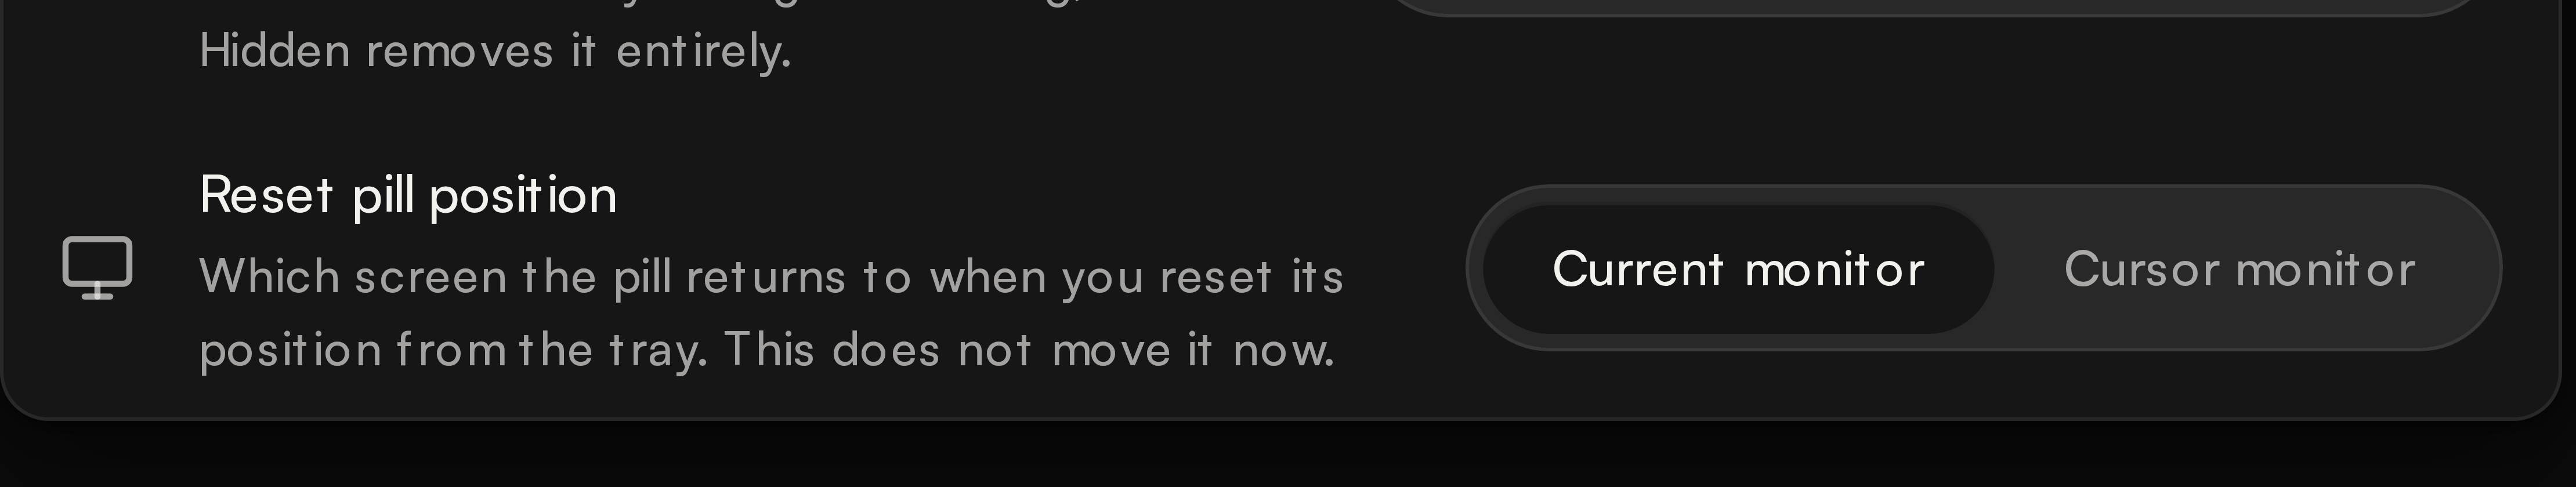 Hidden removes it entirely.
Reset pill position
Which screen the pill returns to when you reset its
position from the tray. This does not move it now.
Current monitor
Cursor monitor